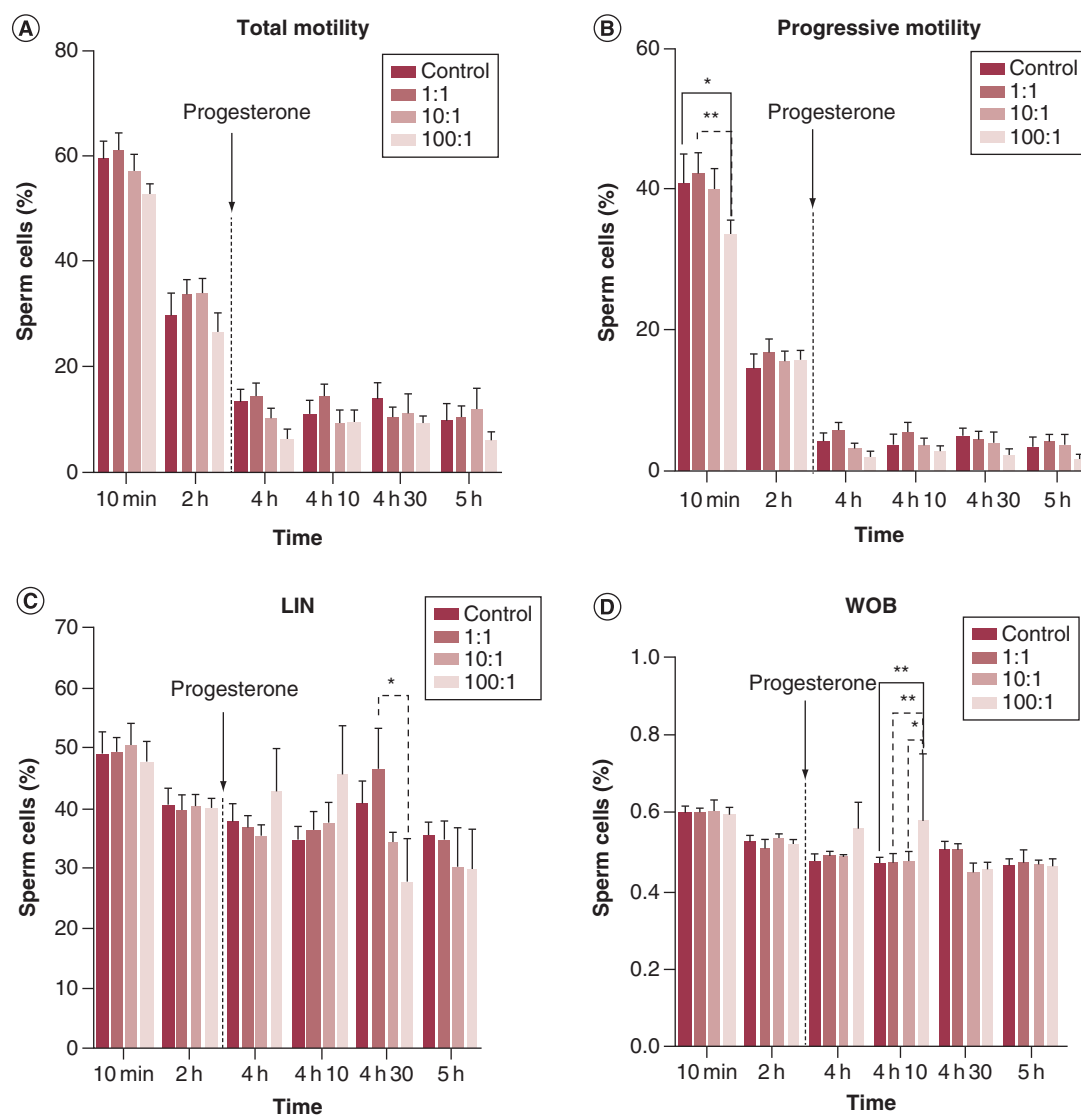 A
Total motility
80
60
40
20
0
Sperm cells (%)
Progesterone
Control
1:1
10:1
100:1
10 min
2 h
4 h
4 h 10
4 h 30
5 h
Time
B
Progressive motility
60
40
20
0
Sperm cells (%)
*
**
Progesterone
Control
1:1
10:1
100:1
10 min
2 h
4 h
4 h 10
4 h 30
5 h
Time
C
LIN
70
60
50
40
30
20
10
0
Sperm cells (%)
Progesterone
*
Control
1:1
10:1
100:1
10 min
2 h
4 h
4 h 10
4 h 30
5 h
Time
D
WOB
1.0
0.8
0.6
0.4
0.2
0.0
Sperm cells (%)
Progesterone
**
**
*
Control
1:1
10:1
100:1
10 min
2 h
4 h
4 h 10
4 h 30
5 h
Time